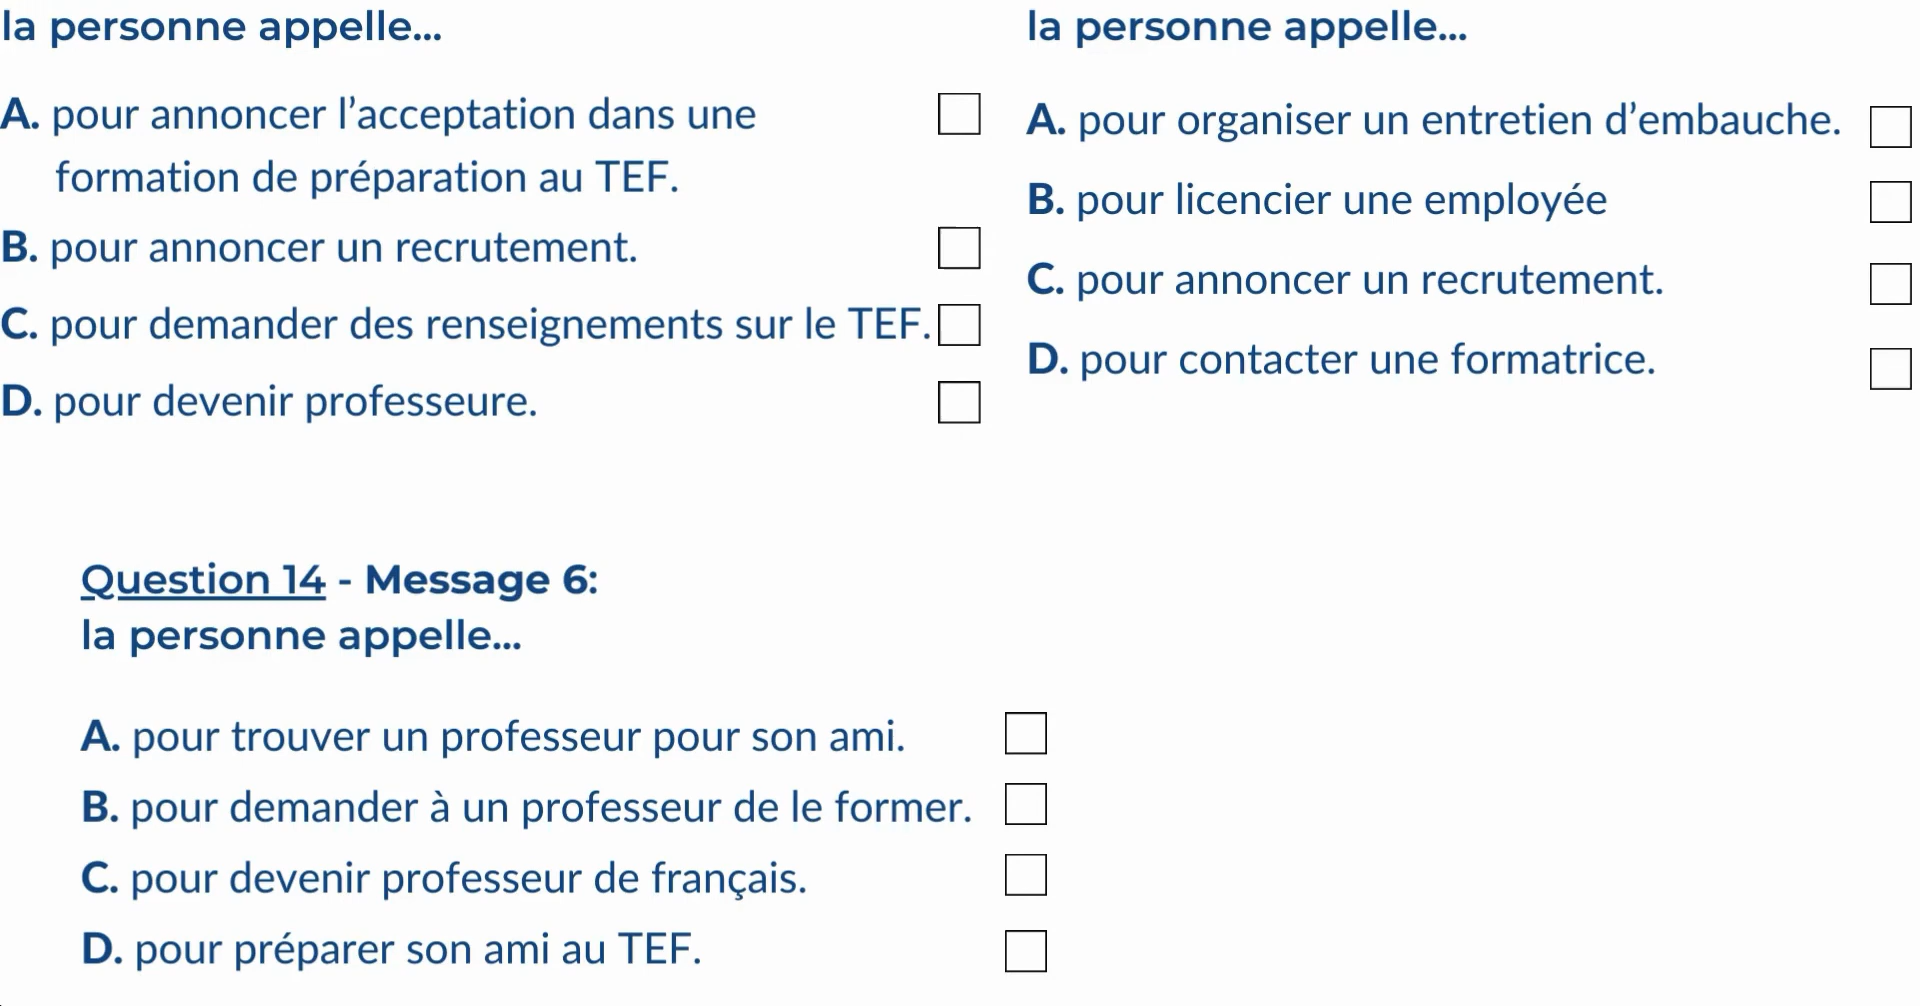 la personne appelle...
A. pour annoncer l’acceptation dans une
formation de préparation au TEF.
B. pour annoncer un recrutement.
C. pour demander des renseignements sur le TEF.
D. pour devenir professeure.
la personne appelle...
A. pour organiser un entretien d’embauche.
B. pour licencier une employée
C. pour annoncer un recrutement.
D. pour contacter une formatrice.
Question 14 - Message 6:
la personne appelle...
A. pour trouver un professeur pour son ami.
B. pour demander à un professeur de le former.
C. pour devenir professeur de français.
D. pour préparer son ami au TEF.